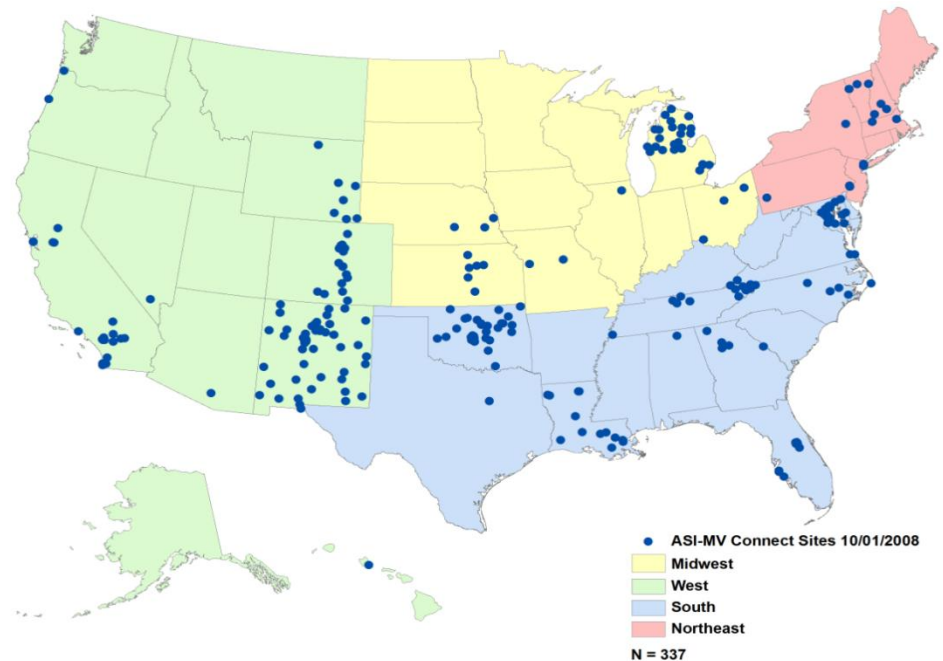 ASI-MV Connect Sites 10/01/2008
Midwest
West
South
Northeast
N = 337